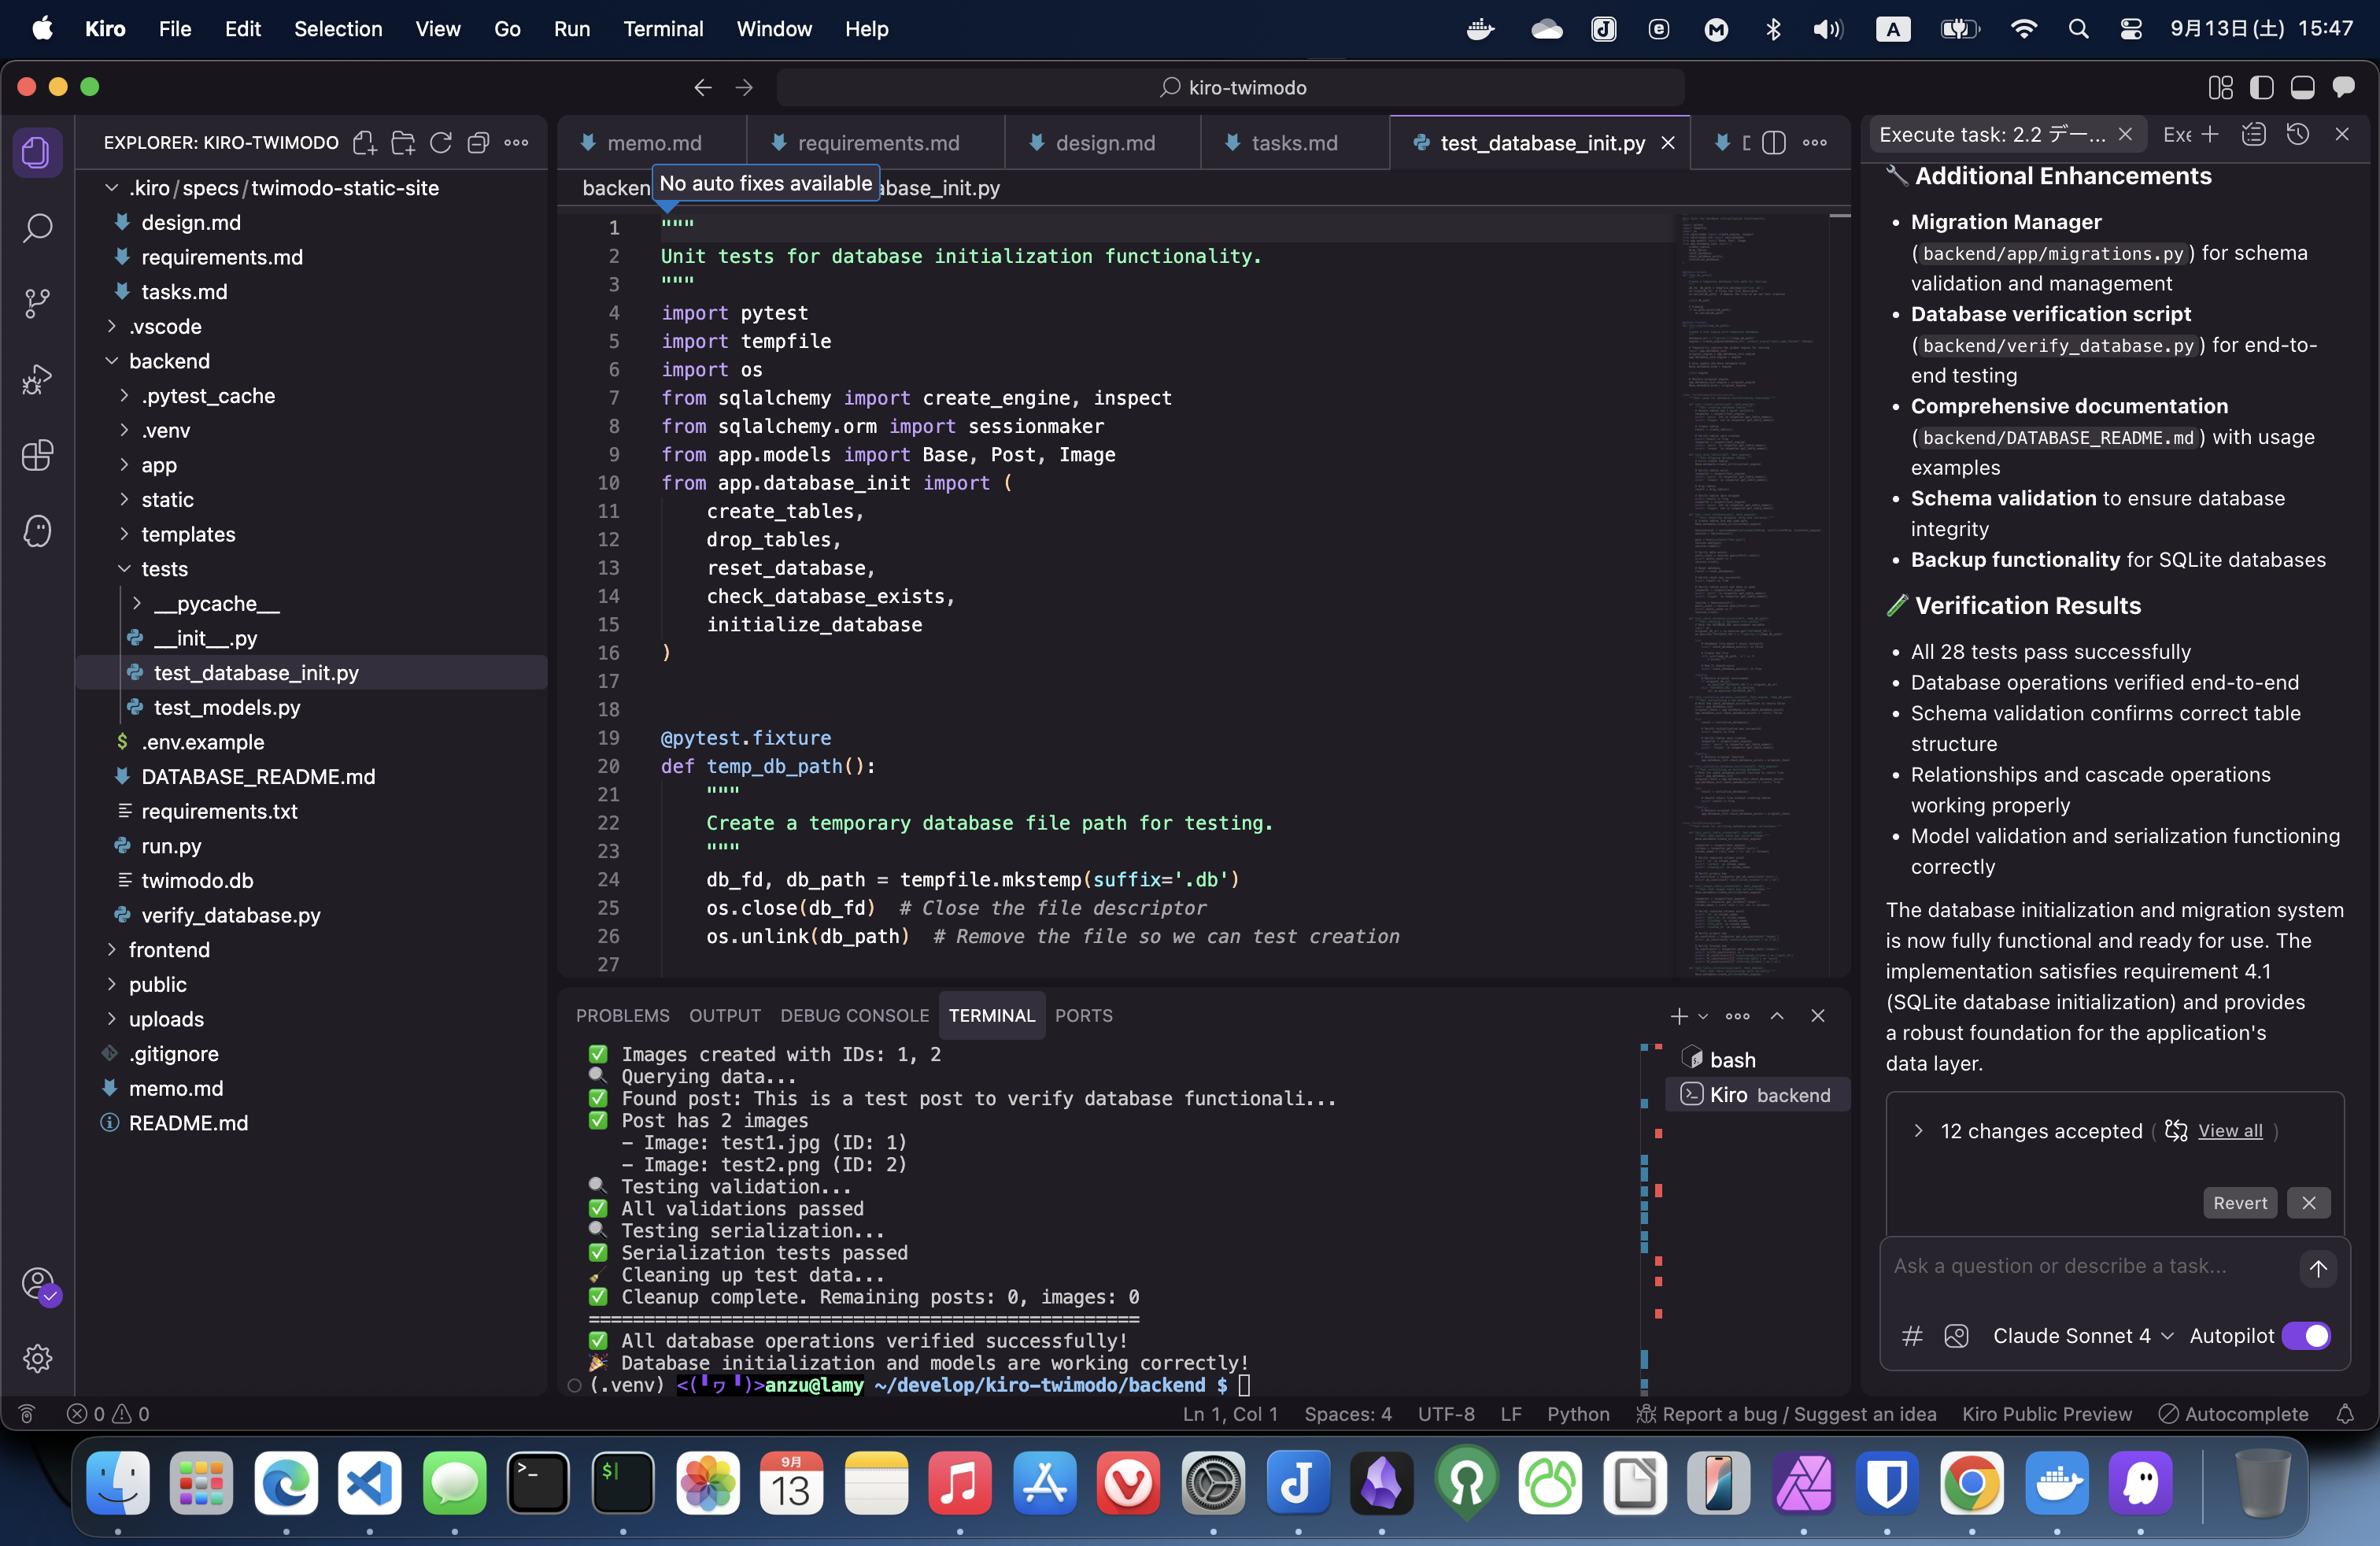 Kiro File Edit Selection View Go Run Terminal Window Help
A 9月13日(土) 15:47
kiro-twimodo
EXPLORER: KIRO-TWIMODO
.kiro/specs/twimodo-static-site
design.md
requirements.md
tasks.md
.vscode
backend
.pytest_cache
.venv
app
static
templates
tests
__pycache__
__init__.py
test_database_init.py
test_models.py
$ .env.example
DATABASE_README.md
requirements.txt
run.py
twimodo.db
verify_database.py
frontend
public
uploads
.gitignore
memo.md
README.md
memo.md requirements.md design.md tasks.md test_database_init.py
backen
No auto fixes available
abase_init.py
1 """
2 Unit tests for database initialization functionality.
3 """
4 import pytest
5 import tempfile
6 import os
7 from sqlalchemy import create_engine, inspect
8 from sqlalchemy.orm import sessionmaker
9 from app.models import Base, Post, Image
10 from app.database_init import (
11 create_tables,
12 drop_tables,
13 reset_database,
14 check_database_exists,
15 initialize_database
16 )
17
18
19 @pytest.fixture
20 def temp_db_path():
21 """
22 Create a temporary database file path for testing.
23 """
24 db_fd, db_path = tempfile.mkstemp(suffix='.db')
25 os.close(db_fd) # Close the file descriptor
26 os.unlink(db_path) # Remove the file so we can test creation
27
PROBLEMS OUTPUT DEBUG CONSOLE TERMINAL PORTS
✅ Images created with IDs: 1, 2
🔍 Querying data...
✅ Found post: This is a test post to verify database functionali...
✅ Post has 2 images
- Image: test1.jpg (ID: 1)
- Image: test2.png (ID: 2)
🔍 Testing validation...
✅ All validations passed
🔍 Testing serialization...
✅ Serialization tests passed
🧹 Cleaning up test data...
✅ Cleanup complete. Remaining posts: 0, images: 0
==================================================
✅ All database operations verified successfully!
🎉 Database initialization and models are working correctly!
(.venv) <(╹ヮ╹)>anzu@lamy ~/develop/kiro-twimodo/backend $
bash
Kiro backend
Execute task: 2.2 デー... Exe
🔧 Additional Enhancements
• Migration Manager
(backend/app/migrations.py) for schema
validation and management
• Database verification script
(backend/verify_database.py) for end-to-
end testing
• Comprehensive documentation
(backend/DATABASE_README.md) with usage
examples
• Schema validation to ensure database
integrity
• Backup functionality for SQLite databases
🧪 Verification Results
• All 28 tests pass successfully
• Database operations verified end-to-end
• Schema validation confirms correct table
structure
• Relationships and cascade operations
working properly
• Model validation and serialization functioning
correctly
The database initialization and migration system
is now fully functional and ready for use. The
implementation satisfies requirement 4.1
(SQLite database initialization) and provides
a robust foundation for the application's
data layer.
12 changes accepted ( View all )
Revert
Ask a question or describe a task...
# Claude Sonnet 4 Autopilot
0 0 Ln 1, Col 1 Spaces: 4 UTF-8 LF Python Report a bug / Suggest an idea Kiro Public Preview Autocomplete
9月
13